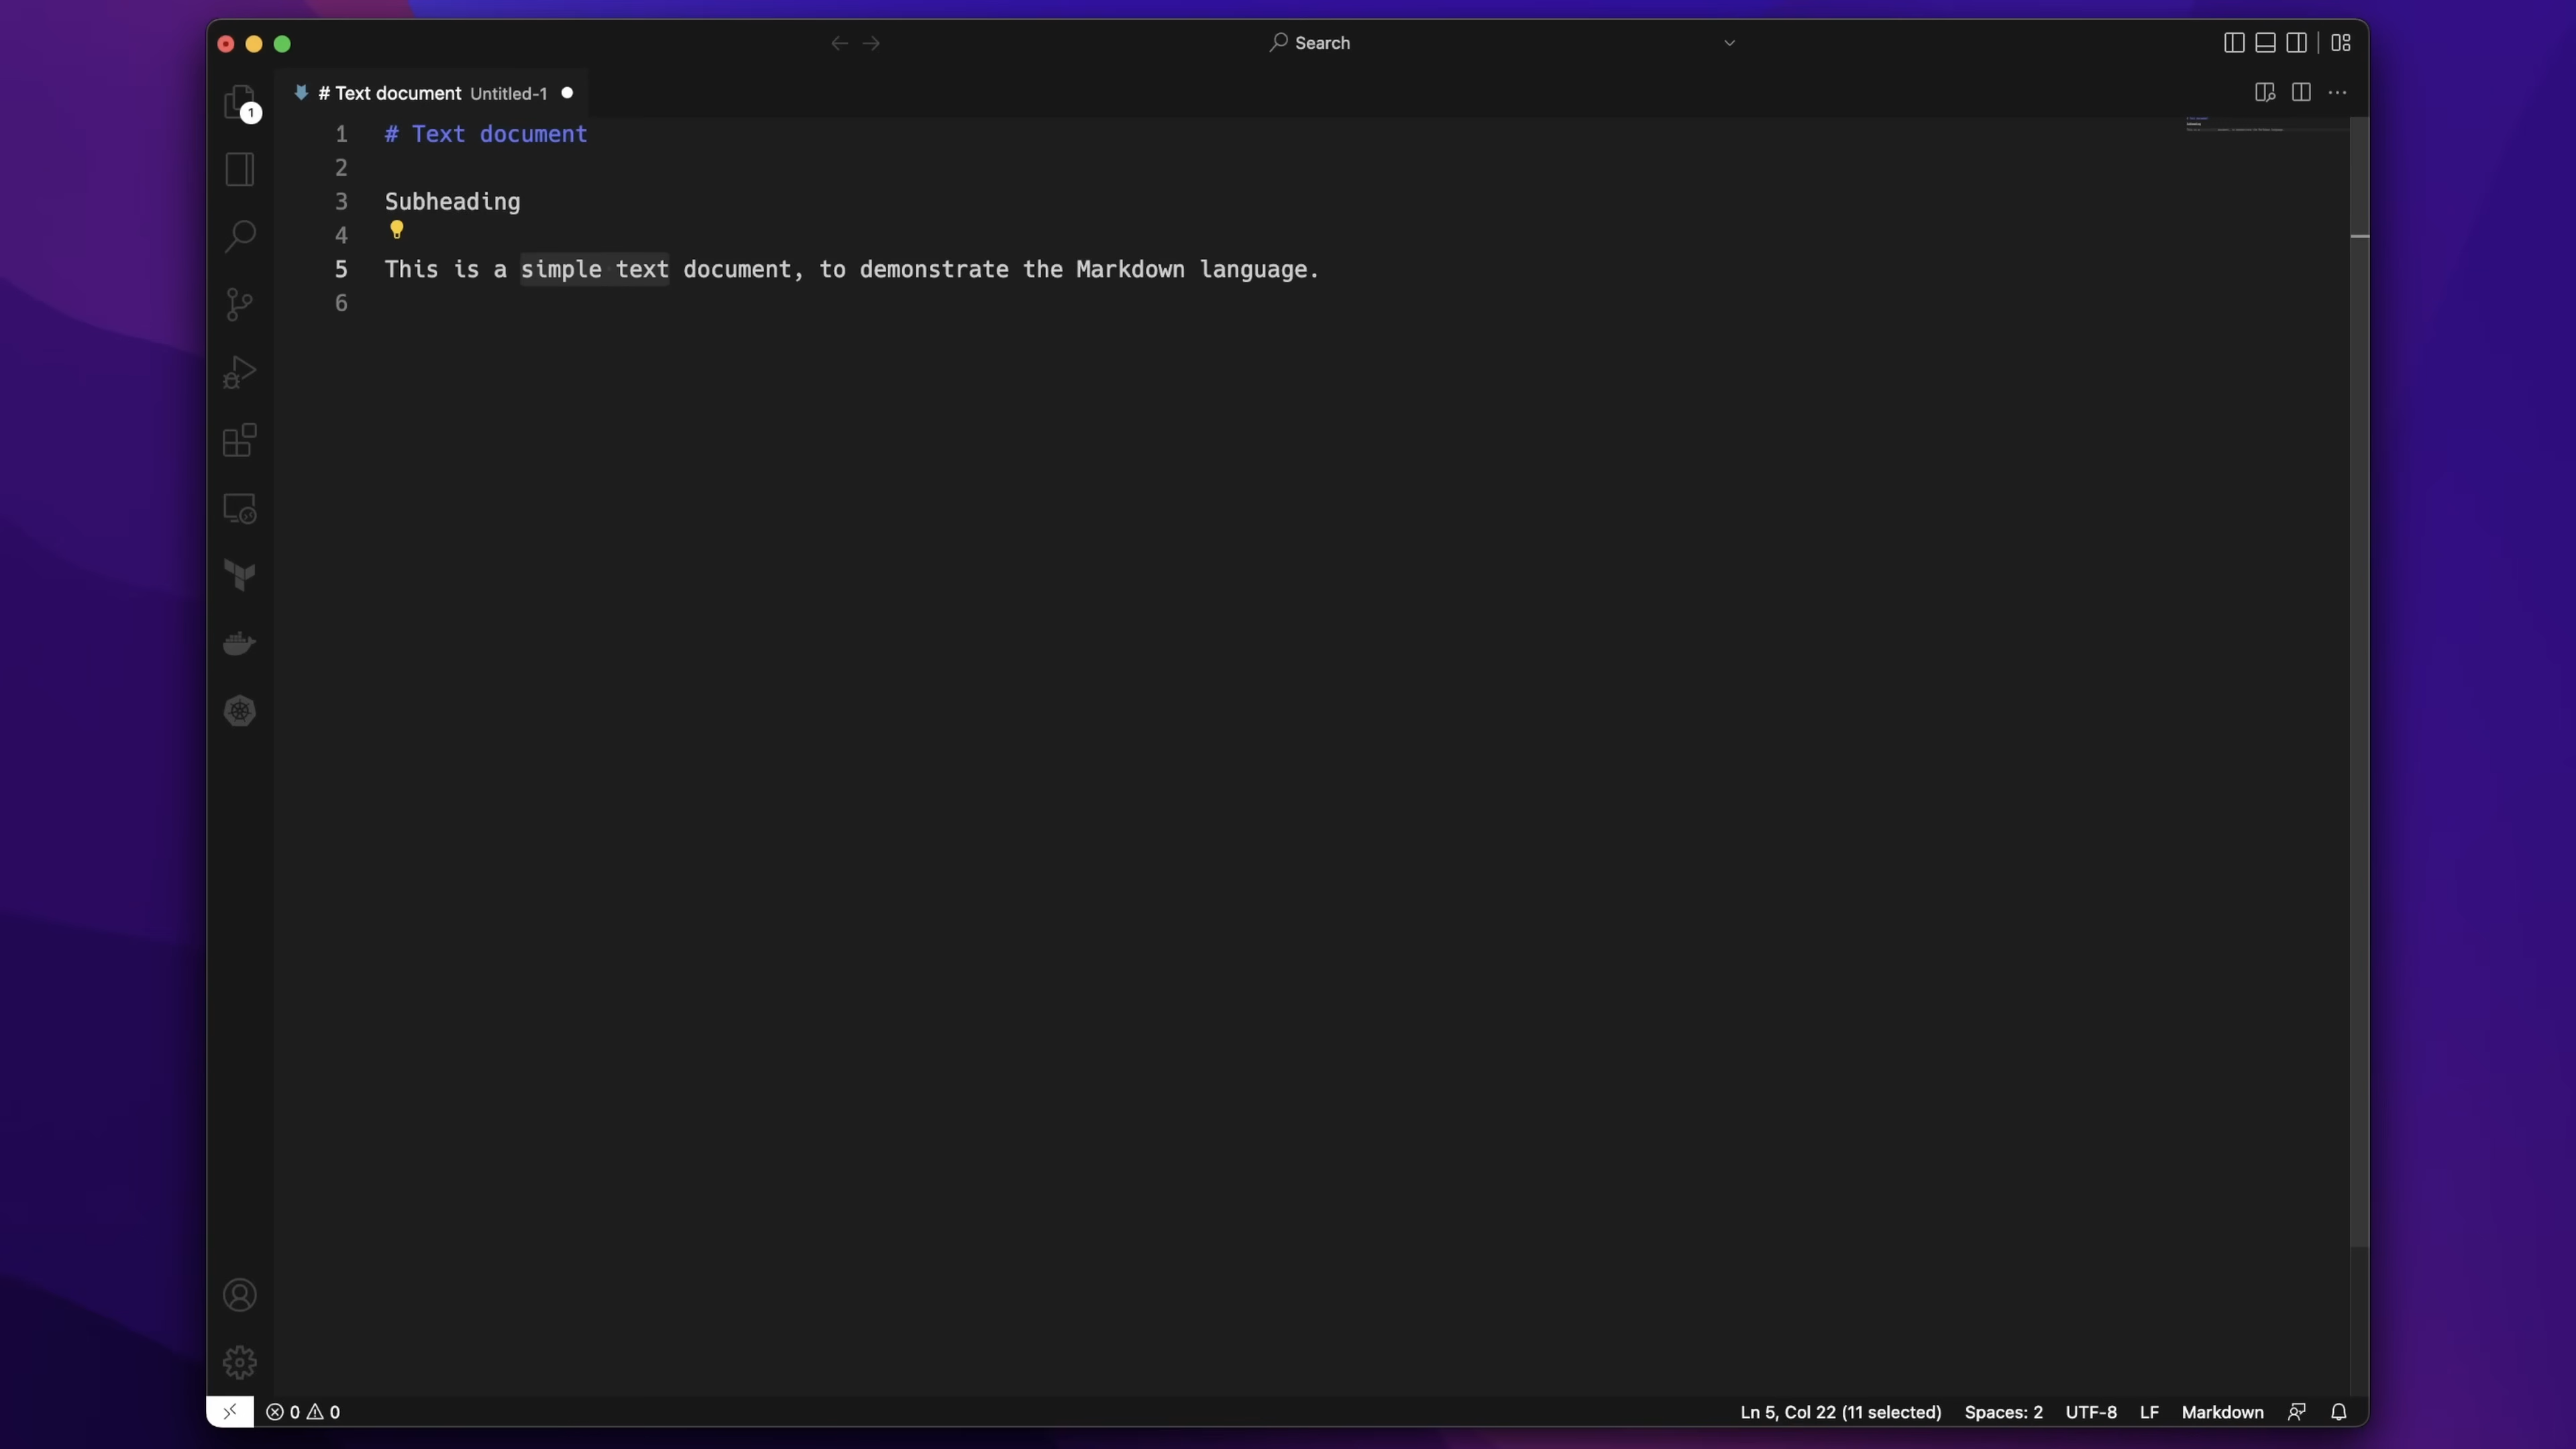 Search
# Text document Untitled-1
1
1 # Text document
2
3 Subheading
4
5 This is a simple text document, to demonstrate the Markdown language.
6
0 0
Ln 5, Col 22 (11 selected) Spaces: 2 UTF-8 LF Markdown